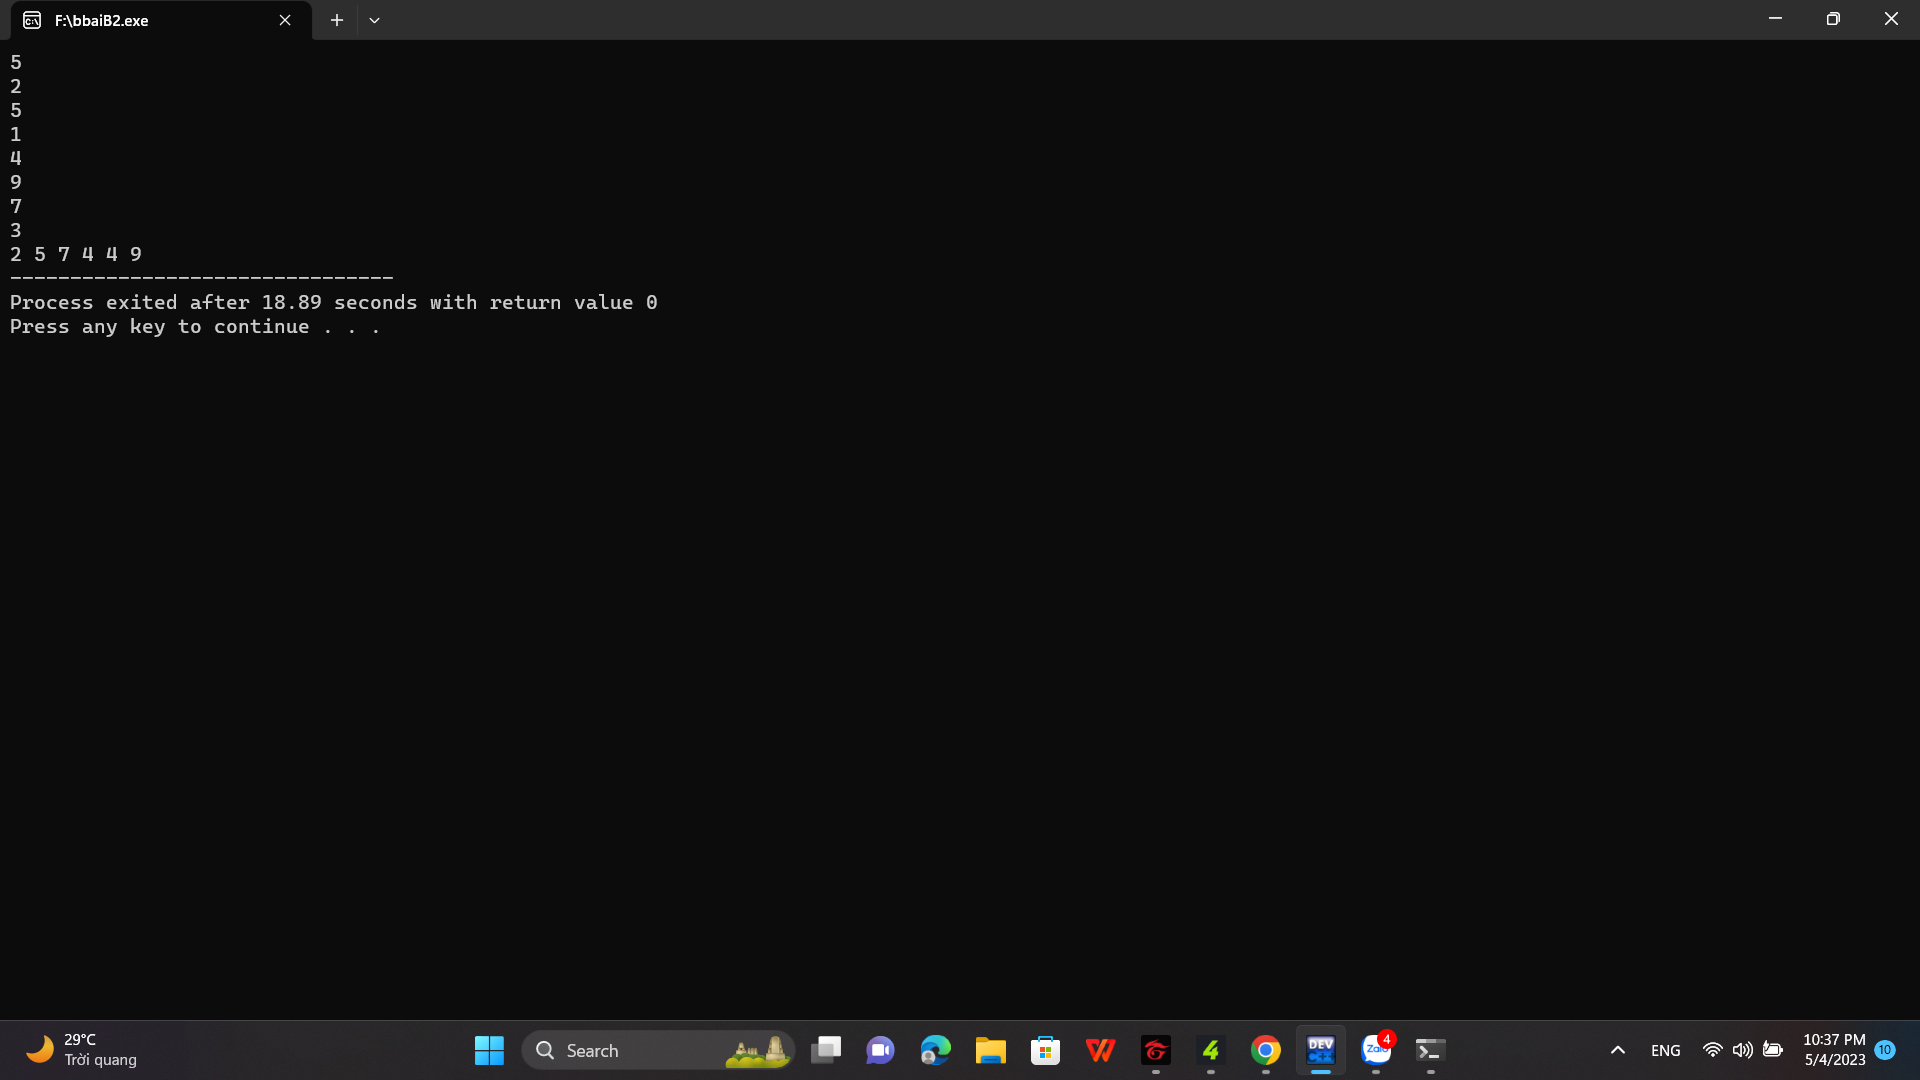 F:\bbaiB2.exe
5
2
5
1
4
9
7
3
2 5 7 4 4 9
--------------------------------
Process exited after 18.89 seconds with return value 0
Press any key to continue . . .
29°C
Trời quang
Search
DEV
C++
Zalo
4
ENG
10:37 PM
5/4/2023
10